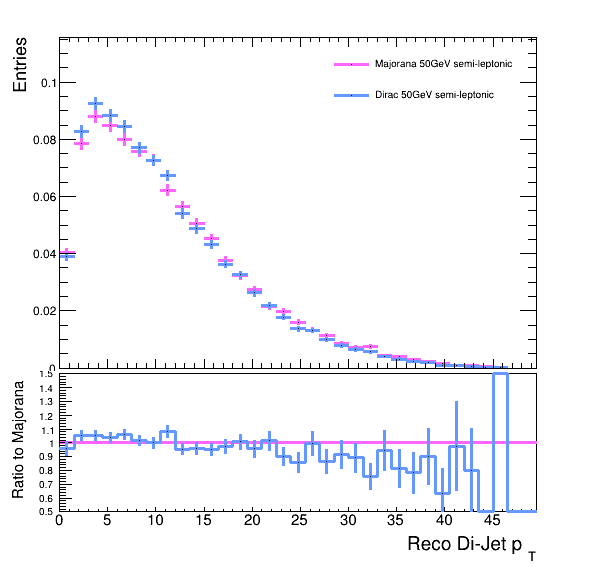 Entries
Majorana 50GeV semi-leptonic
Dirac 50GeV semi-leptonic
0.1
0.08
0.06
0.04
0.02
0
Ratio to Majorana
1.5
1.4
1.3
1.2
1.1
1
0.9
0.8
0.7
0.6
0.5
0 5 10 15 20 25 30 35 40 45
Reco Di-Jet p T